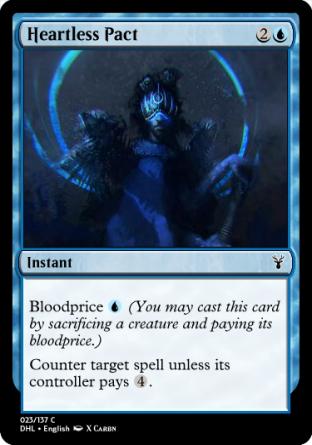 Heartless Pact 2
Instant
Bloodprice (You may cast this card
by sacrificing a creature and paying its
bloodprice.)
Counter target spell unless its
controller pays 4.
023/137 C
DHL • English X Carbn